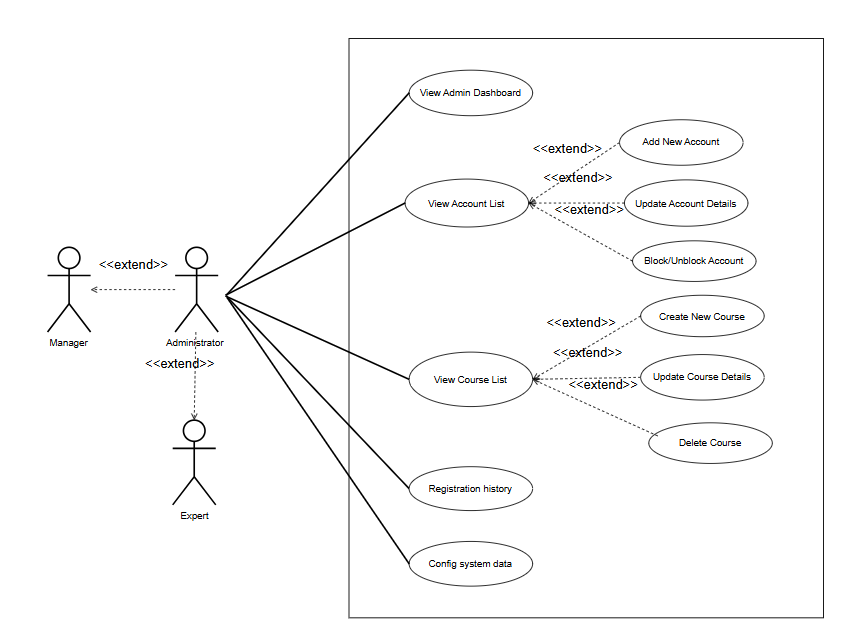 View Admin Dashboard
<<extend>>
Add New Account
<<extend>>
View Account List
Update Account Details
<<extend>>
Block/Unblock Account
<<extend>>
Manager
Administrator
<<extend>>
Expert
<<extend>>
Create New Course
<<extend>>
View Course List
Update Course Details
<<extend>>
Delete Course
Registration history
Config system data